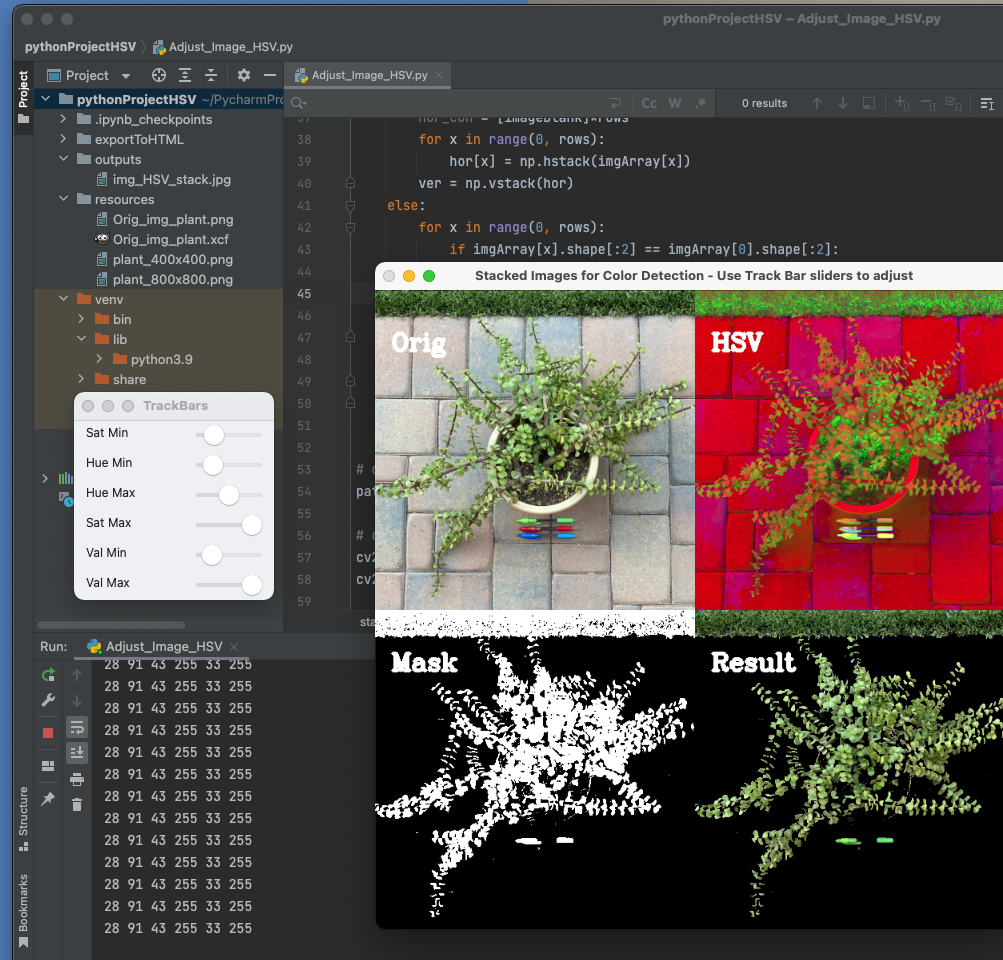 pythonProjectHSV – Adjust_Image_HSV.py
pythonProjectHSV
Adjust_Image_HSV.py
Project
Project
Adjust_Image_HSV.py
pythonProjectHSV ~/PycharmPro
Cc W .*
0 results
.ipynb_checkpoints
exportToHTML
outputs
img_HSV_stack.jpg
resources
Orig_img_plant.png
Orig_img_plant.xcf
plant_400x400.png
plant_800x800.png
venv
bin
lib
python3.9
share
37 hor_con = [imageBlank]*rows
38 for x in range(0, rows):
39 hor[x] = np.hstack(imgArray[x])
40 ver = np.vstack(hor)
41 else:
42 for x in range(0, rows):
43 if imgArray[x].shape[:2] == imgArray[0].shape[:2]:
44
45
46
47
48
49
50
51
52
53 #
54 pa
55
56 #
57 cv2
58 cv2
59
sta
Stacked Images for Color Detection - Use Track Bar sliders to adjust
Orig
HSV
Mask
Result
TrackBars
Sat Min
Hue Min
Hue Max
Sat Max
Val Min
Val Max
Run:
Adjust_Image_HSV
28 91 43 255 33 255
28 91 43 255 33 255
28 91 43 255 33 255
28 91 43 255 33 255
28 91 43 255 33 255
28 91 43 255 33 255
28 91 43 255 33 255
28 91 43 255 33 255
28 91 43 255 33 255
28 91 43 255 33 255
28 91 43 255 33 255
28 91 43 255 33 255
28 91 43 255 33 255
Structure
Bookmarks